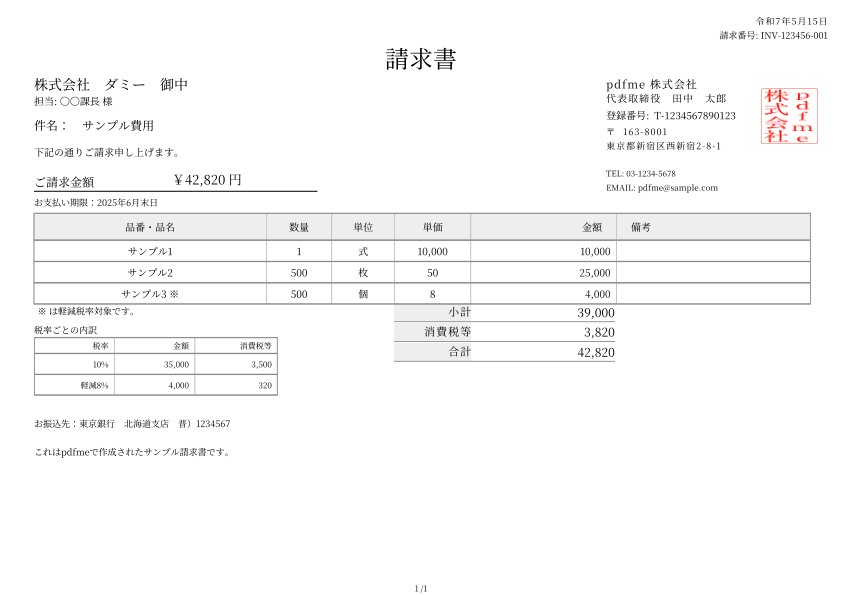 令和7年5月15日
請求番号: INV-123456-001
請求書
株式会社　ダミー　御中
担当: 〇〇課長 様
件名：　サンプル費用
下記の通りご請求申し上げます。
ご請求金額　￥42,820 円
お支払い期限：2025年6月末日
pdfme 株式会社
代表取締役　田中　太郎
登録番号: T-1234567890123
〒 163-8001
東京都新宿区西新宿2-8-1
TEL: 03-1234-5678
EMAIL: pdfme@sample.com
pdfme
株式会社
品番・品名 数量 単位 単価 金額 備考
サンプル1 1 式 10,000 10,000
サンプル2 500 枚 50 25,000
サンプル3 ※ 500 個 8 4,000
※ は軽減税率対象です。
小計 39,000
消費税等 3,820
合計 42,820
税率ごとの内訳
税率 金額 消費税等
10% 35,000 3,500
軽減8% 4,000 320
お振込先：東京銀行　北海道支店　普）1234567
これはpdfmeで作成されたサンプル請求書です。
1 /1